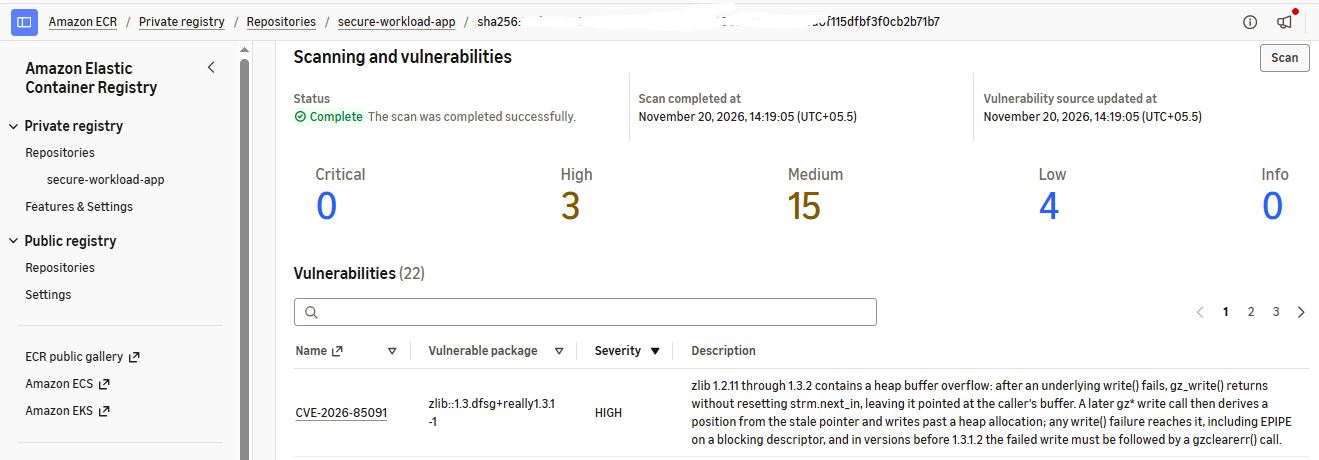 Amazon ECR / Private registry / Repositories / secure-workload-app / sha256:
Amazon Elastic
Container Registry
Private registry
Repositories
secure-workload-app
Features & Settings
Public registry
Repositories
Settings
ECR public gallery
Amazon ECS
Amazon EKS
Scanning and vulnerabilities
Scan
Status
Complete The scan was completed successfully.
Scan completed at
November 20, 2026, 14:19:05 (UTC+05.5)
Vulnerability source updated at
November 20, 2026, 14:19:05 (UTC+05.5)
Critical
0
High
3
Medium
15
Low
4
Info
0
Vulnerabilities (22)
1 2 3
Name Vulnerable package Severity Description
CVE-2026-85091
zlib::1.3.dfsg+really1.3.1
-1
HIGH
zlib 1.2.11 through 1.3.2 contains a heap buffer overflow: after an underlying write() fails, gz_write() returns
without resetting strm.next_in, leaving it pointed at the caller's buffer. A later gz* write call then derives a
position from the stale pointer and writes past a heap allocation; any write() failure reaches it, including EPIPE
on a blocking descriptor, and in versions before 1.3.1.2 the failed write must be followed by a gzclearerr() call.